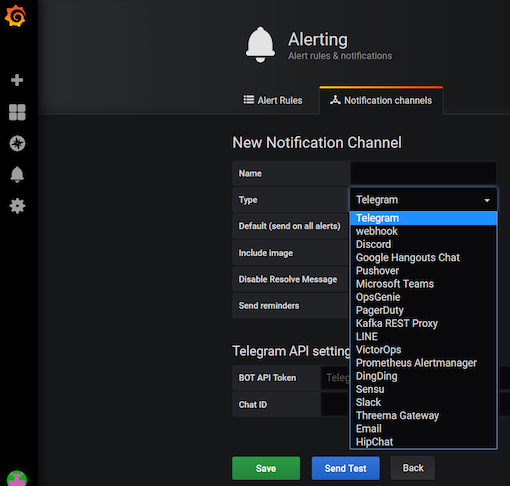 Alerting
Alert rules & notifications
Alert Rules
Notification channels
New Notification Channel
Name
Type
Telegram
Default (send on all alerts)
Include image
Disable Resolve Message
Send reminders
Telegram
webhook
Discord
Google Hangouts Chat
Pushover
Microsoft Teams
OpsGenie
PagerDuty
Kafka REST Proxy
LINE
VictorOps
Prometheus Alertmanager
DingDing
Sensu
Slack
Threema Gateway
Email
HipChat
Telegram API setting
BOT API Token
Teleg
Chat ID
Save
Send Test
Back